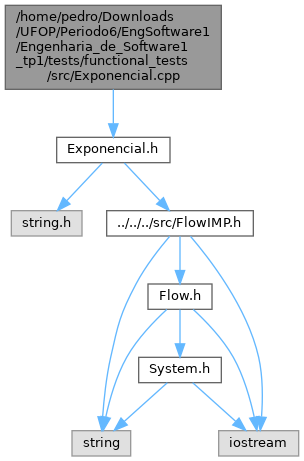 /home/pedro/Downloads
/UFOP/Periodo6/EngSoftware1
/Engenharia_de_Software1
_tp1/tests/functional_tests
/src/Exponencial.cpp
Exponencial.h
string.h
../../../src/FlowIMP.h
Flow.h
System.h
string
iostream